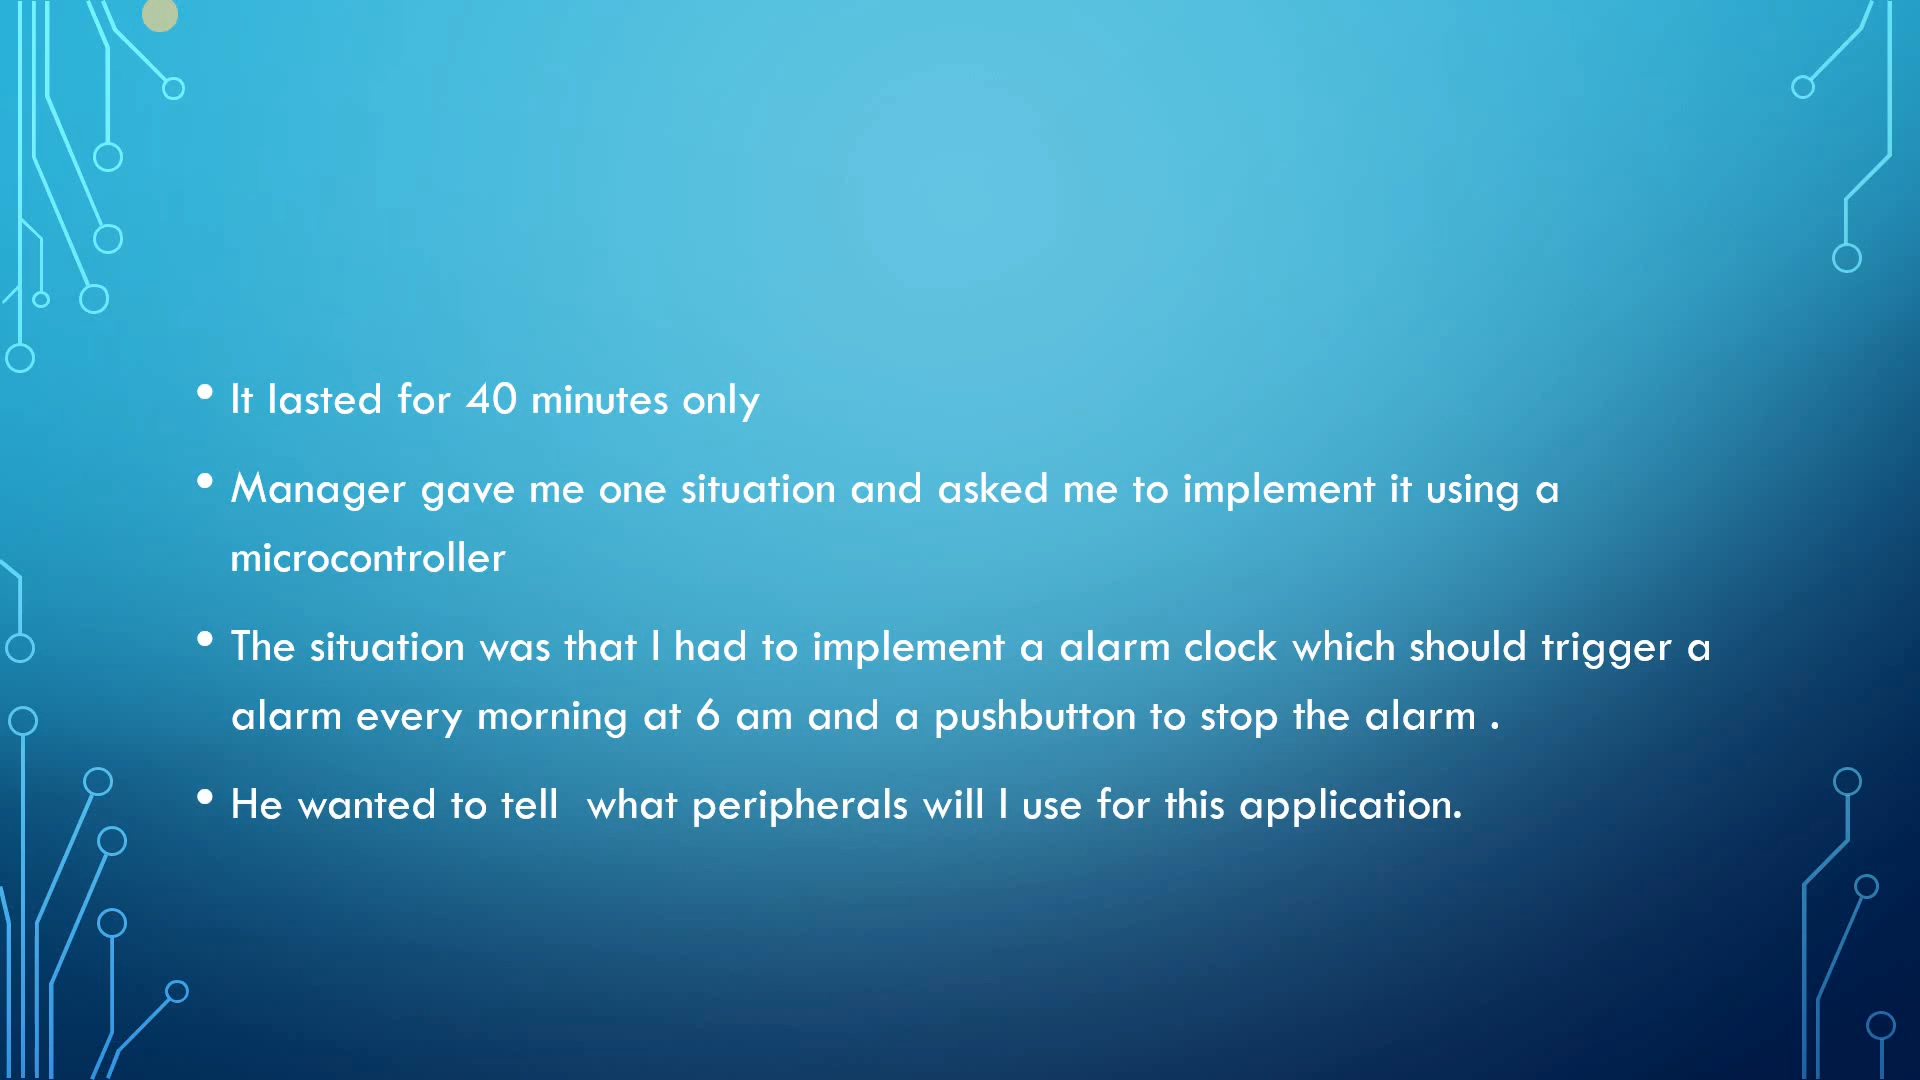 • It lasted for 40 minutes only
• Manager gave me one situation and asked me to implement it using a
microcontroller
• The situation was that I had to implement a alarm clock which should trigger a
alarm every morning at 6 am and a pushbutton to stop the alarm .
• He wanted to tell  what peripherals will I use for this application.